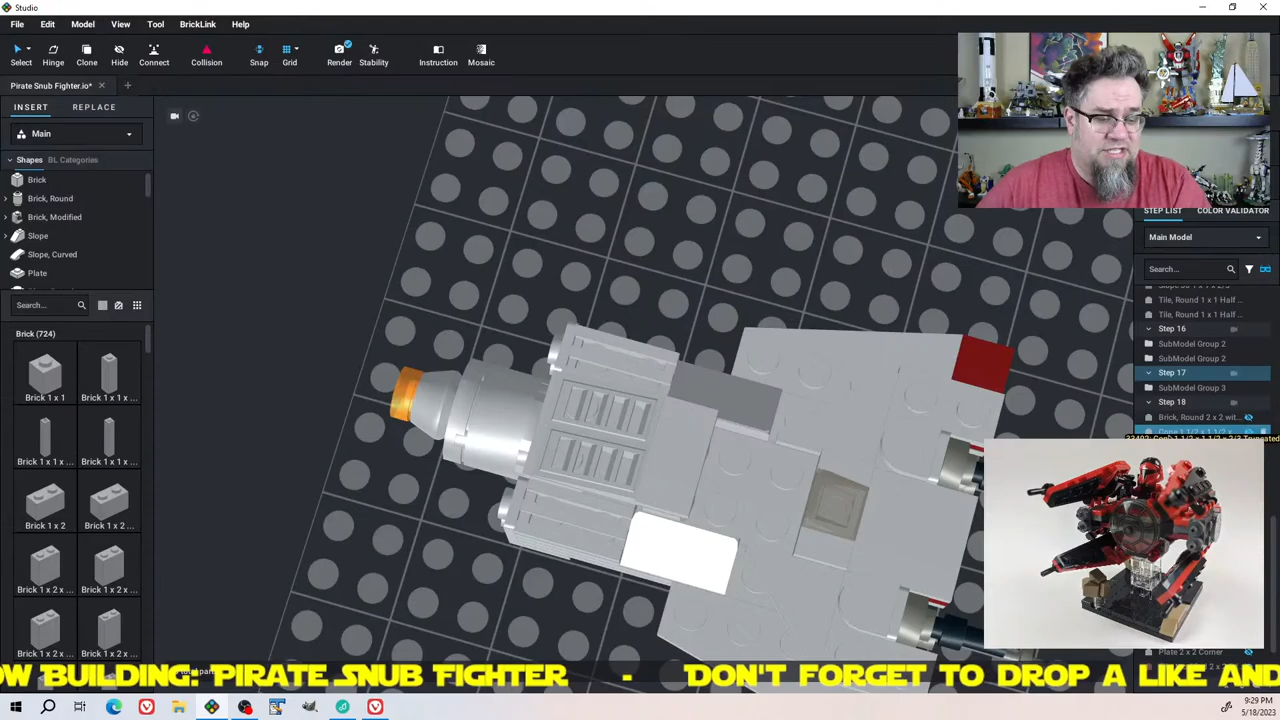 Studio
File Edit Model View Tool BrickLink Help
Select Hinge Clone Hide Connect Collision Snap Grid Render Stability Instruction Mosaic
Pirate Snub Fighter.io*
INSERT REPLACE
Main
Shapes BL Categories
Brick
Brick, Round
Brick, Modified
Slope
Slope, Curved
Plate
Search...
Brick (724)
Brick 1 x 1 Brick 1 x 1 x ...
Brick 1 x 1 x ... Brick 1 x 1 x ...
Brick 1 x 2 Brick 1 x 2 ...
Brick 1 x 2 x ... Brick 1 x 2 x ...
Brick 1 x 2 x ... Brick 1 x 2 x ...
STEP LIST COLOR VALIDATOR
Main Model
Search...
Tile, Round 1 x 1 Half ...
Tile, Round 1 x 1 Half ...
Step 16
SubModel Group 2
SubModel Group 2
Step 17
SubModel Group 3
Step 18
Brick, Round 2 x 2 wit...
Plate 2 x 2 Corner
OW BUILDING: PIRATE SNUB FIGHTER - DON'T FORGET TO DROP A LIKE AND
9:29 PM
5/18/2023